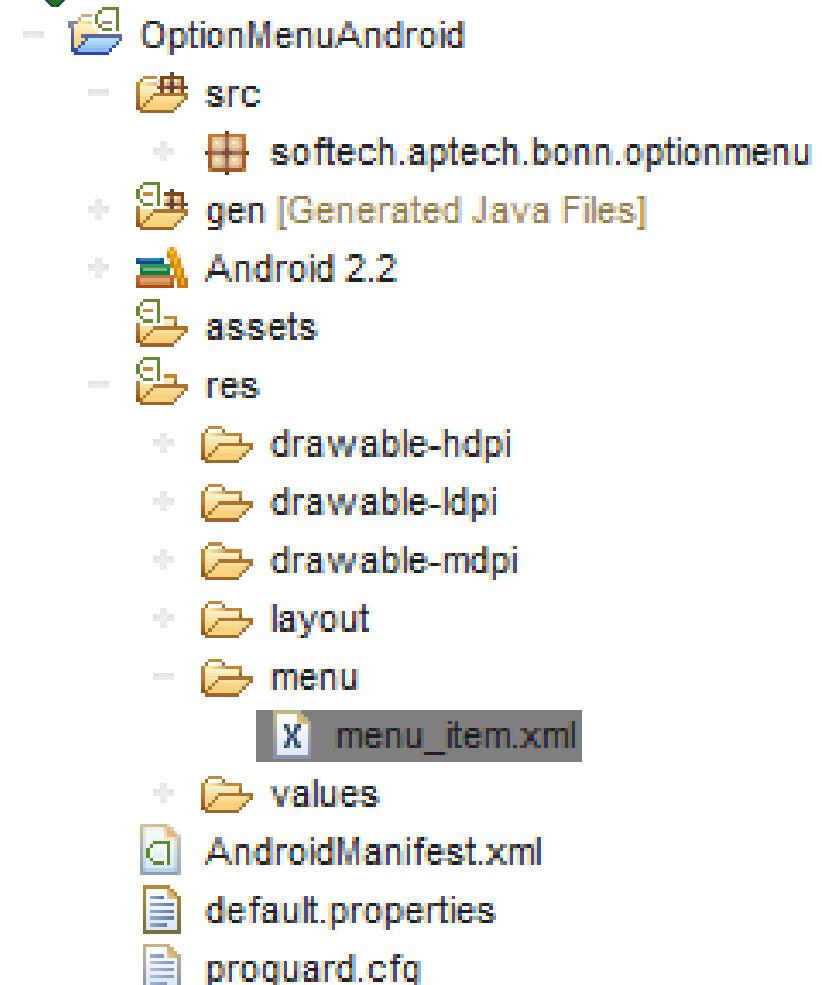 OptionMenuAndroid
src
softech.aptech.bonn.optionmenu
gen [Generated Java Files]
Android 2.2
assets
res
drawable-hdpi
drawable-ldpi
drawable-mdpi
layout
menu
menu_item.xml
values
AndroidManifest.xml
default.properties
proguard.cfg